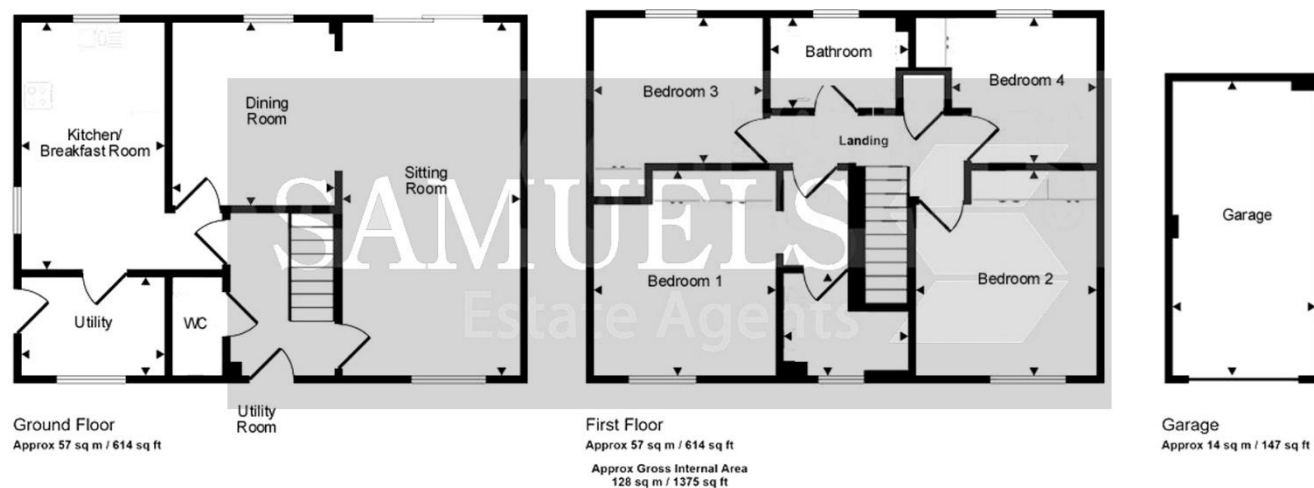 Kitchen/
Breakfast Room
Dining
Room
Sitting
Room
Utility
WC
Utility
Room
Ground Floor
Approx 57 sq m / 614 sq ft
Bedroom 3
Bathroom
Bedroom 4
Landing
Bedroom 1
Bedroom 2
First Floor
Approx 57 sq m / 614 sq ft
Approx Gross Internal Area
128 sq m / 1375 sq ft
Garage
Garage
Approx 14 sq m / 147 sq ft
SAMUELS
Estate Agents